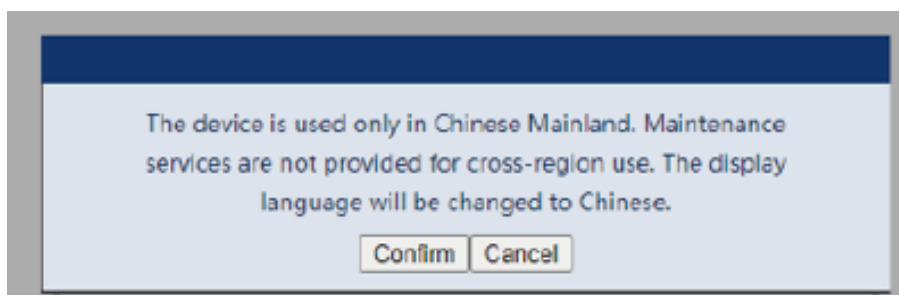 The device is used only in Chinese Mainland. Maintenance
services are not provided for cross-region use. The display
language will be changed to Chinese.
Confirm Cancel